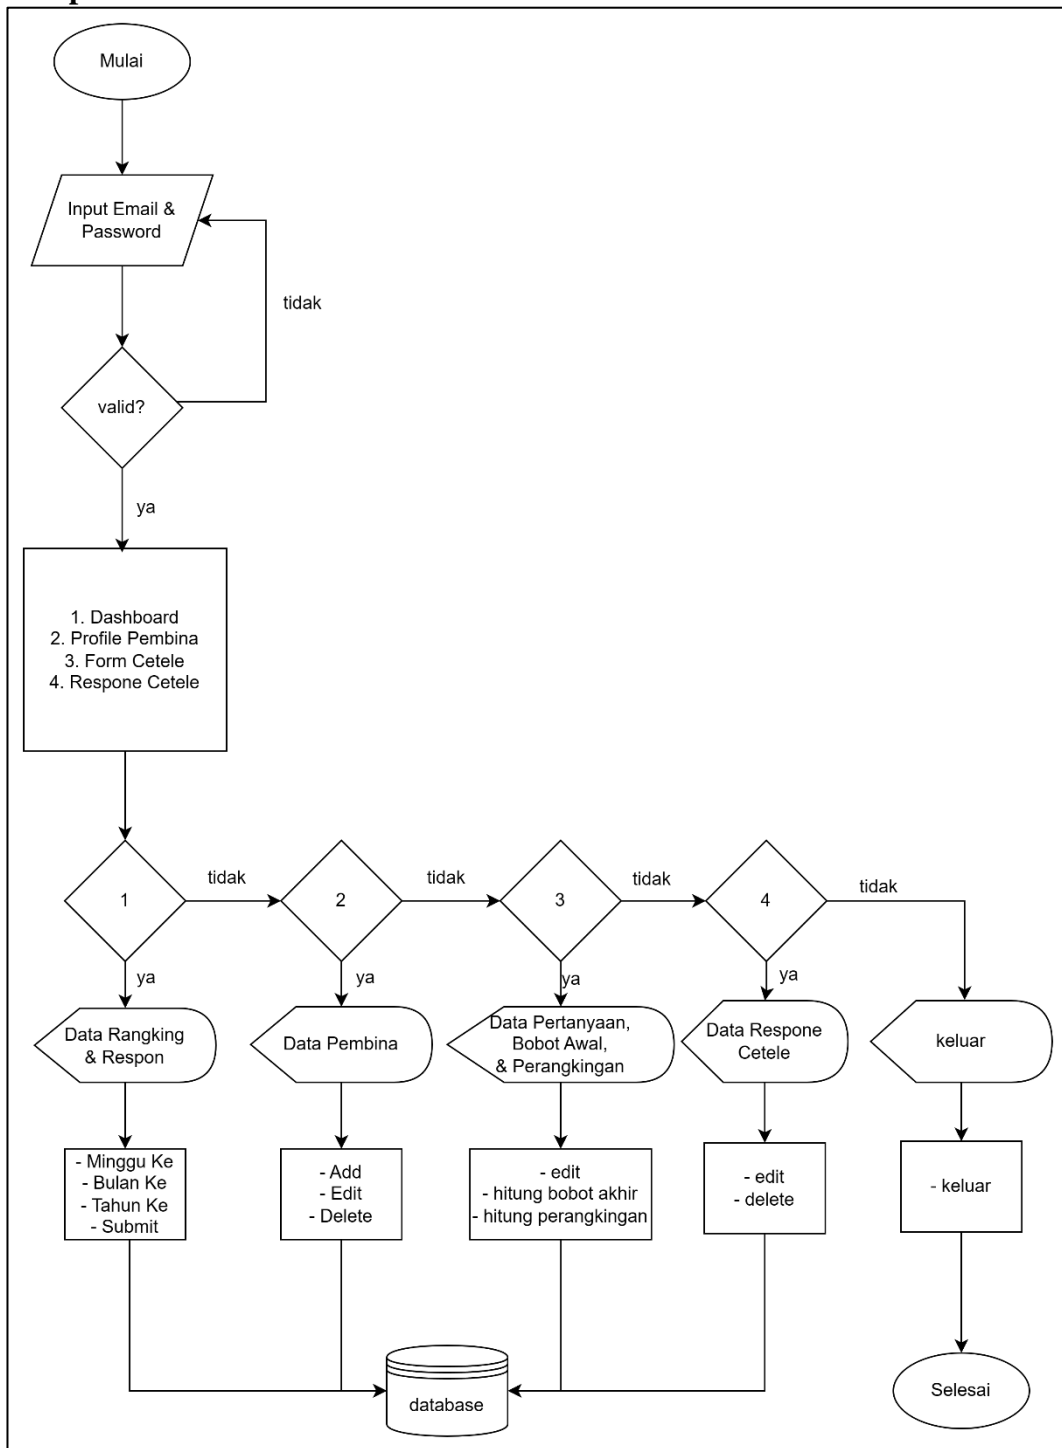 Mulai
Input Email &
Password
tidak
valid?
ya
1. Dashboard
2. Profile Pembina
3. Form Cetele
4. Respone Cetele
1
tidak
2
tidak
3
tidak
4
tidak
ya
ya
ya
ya
Data Rangking
& Respon
Data Pembina
Data Pertanyaan,
Bobot Awal,
& Perangkingan
Data Respone
Cetele
keluar
- Minggu Ke
- Bulan Ke
- Tahun Ke
- Submit
- Add
- Edit
- Delete
- edit
- hitung bobot akhir
- hitung perangkingan
- edit
- delete
- keluar
database
Selesai